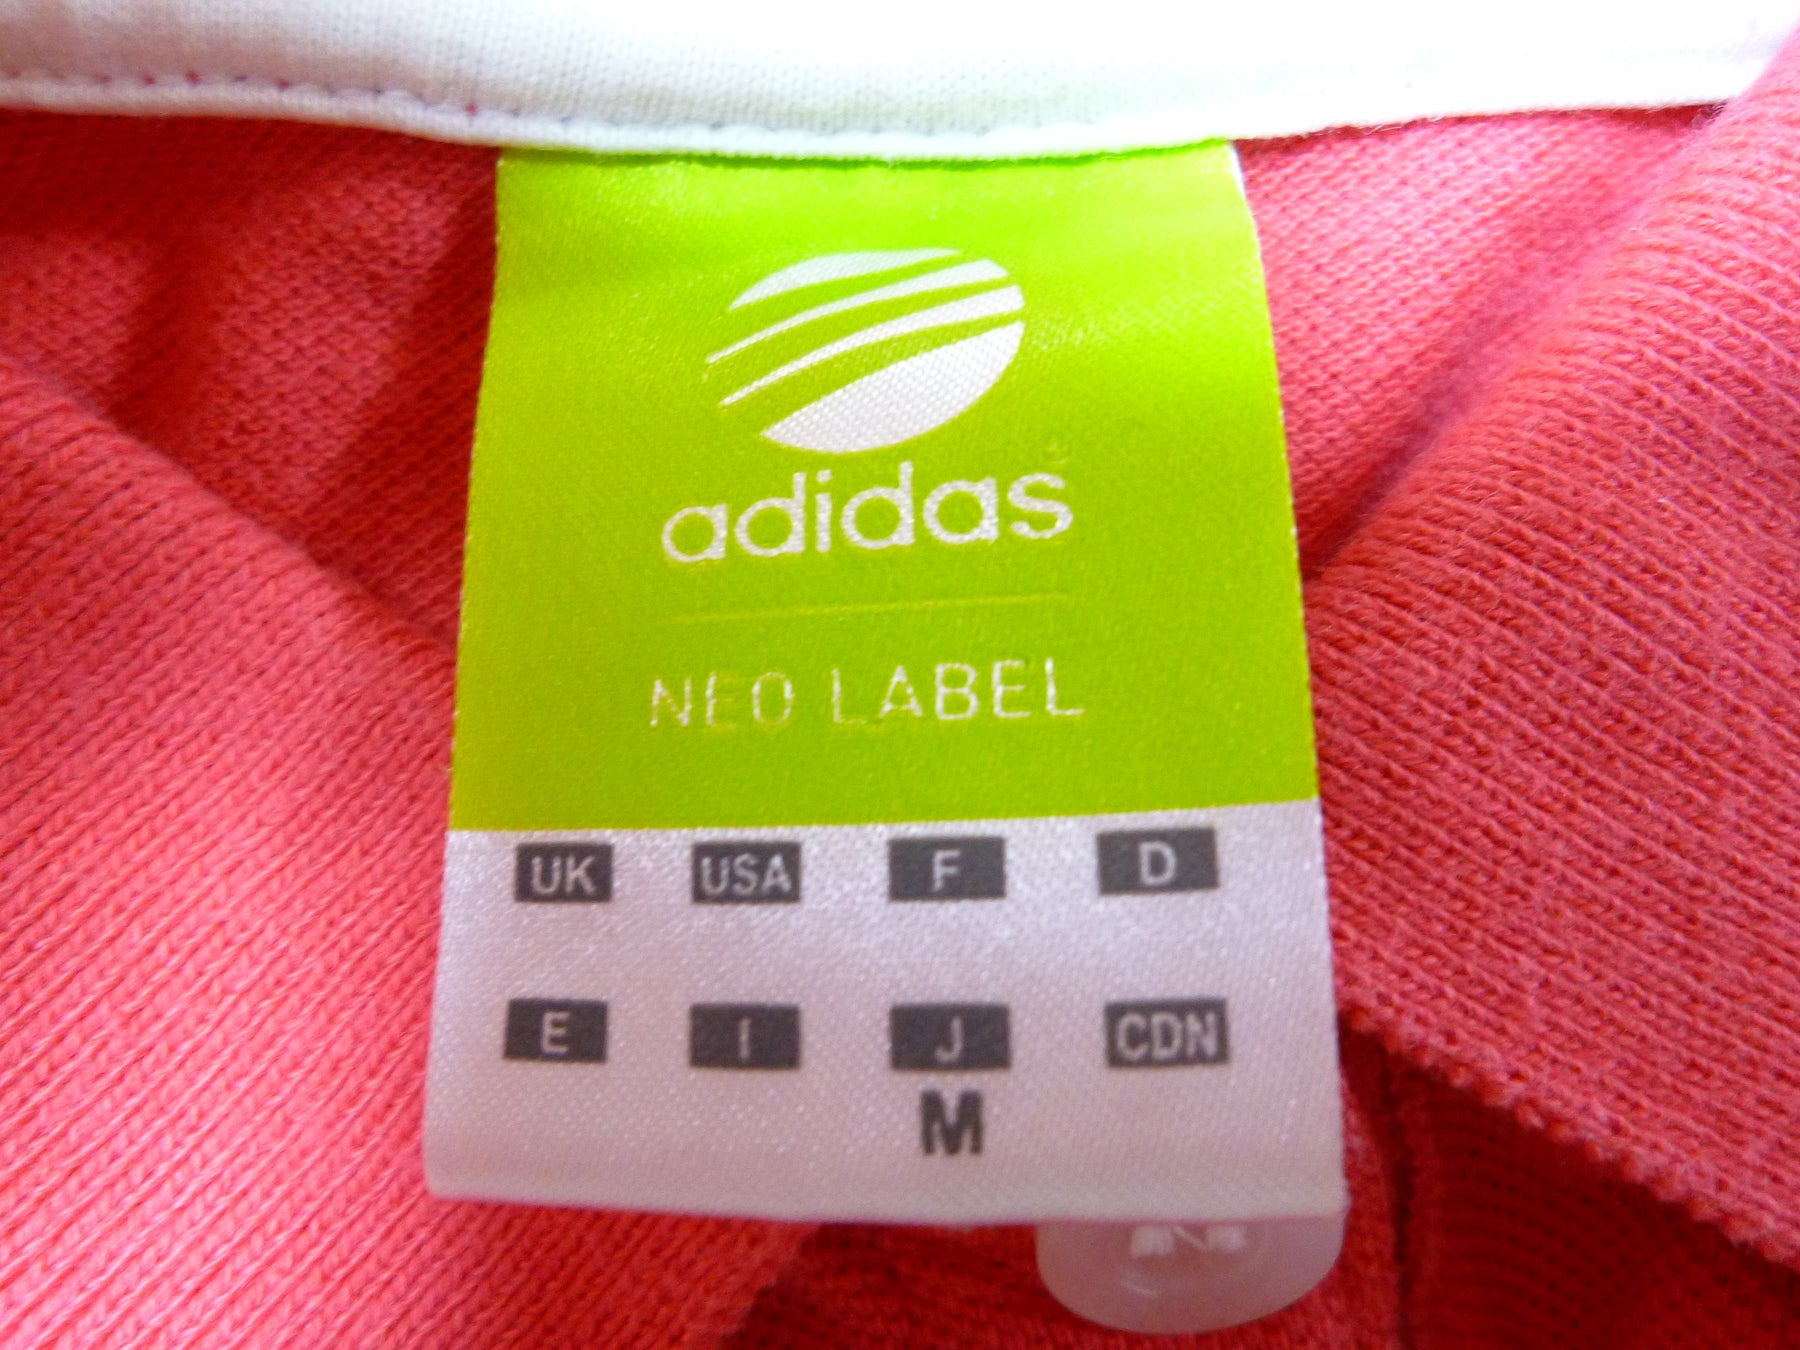 adidas
NEO LABEL
UK USA F D
E I J CDN
M